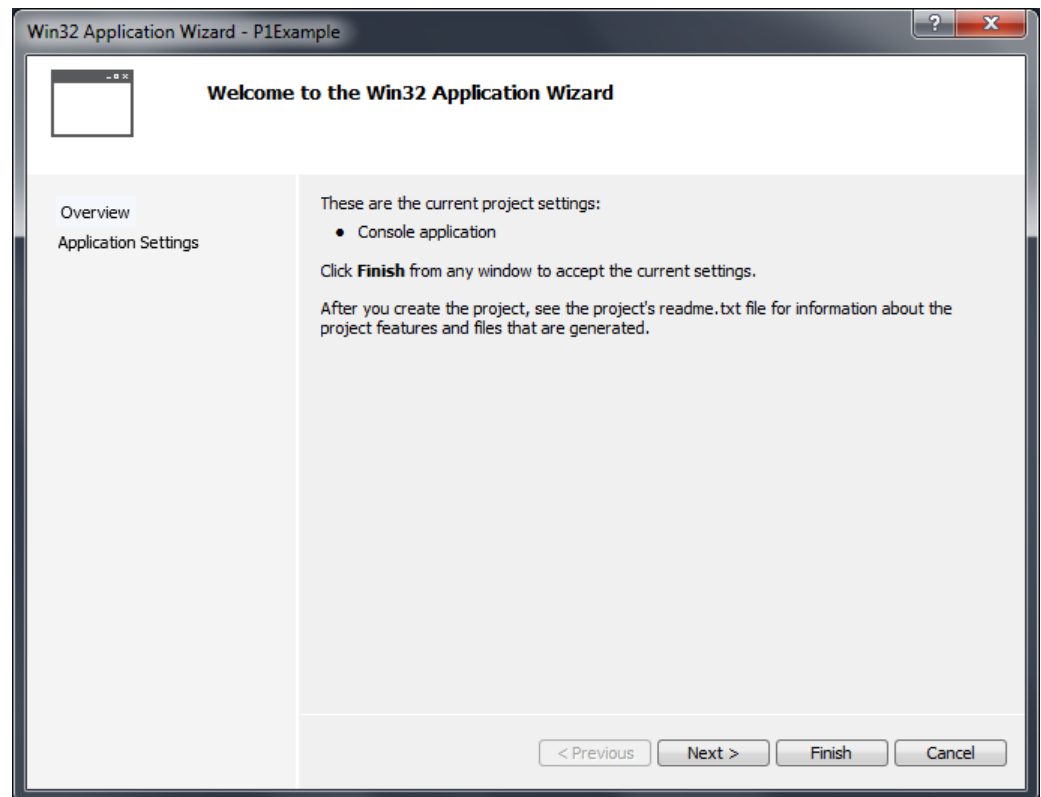 Win32 Application Wizard - P1Example
Welcome to the Win32 Application Wizard
Overview
Application Settings
These are the current project settings:
● Console application
Click Finish from any window to accept the current settings.
After you create the project, see the project's readme.txt file for information about the
project features and files that are generated.
< Previous Next > Finish Cancel